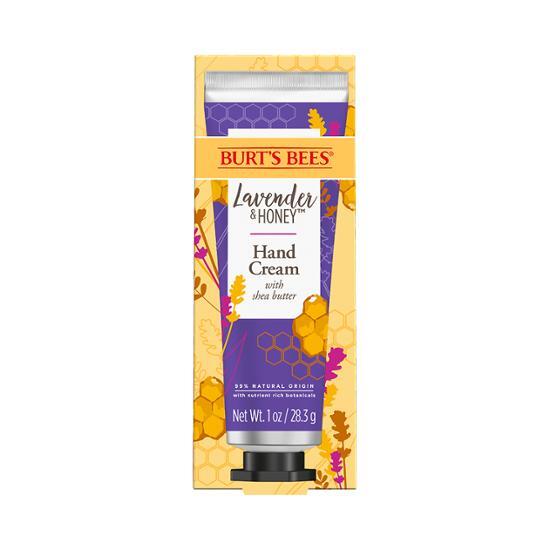 BURT'S BEES®
Lavender
& HONEY™
Hand
Cream
with
shea butter
99% NATURAL ORIGIN
with nutrient rich botanicals
Net Wt. 1 oz / 28.3 g